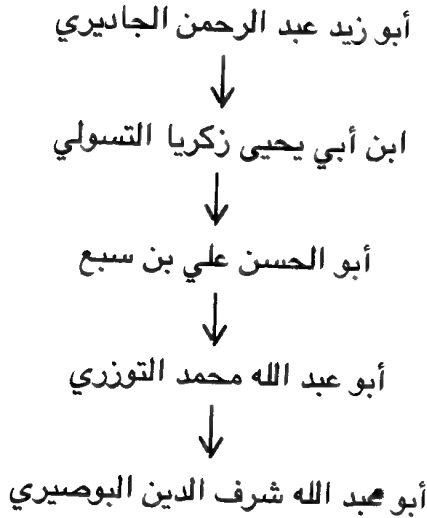 أبو زيد عبد الرحمن الجاديري
ابن أبي يحيى زكريا التسولي
أبو الحسن علي بن سبع
أبو عبد الله محمد التوزري
أبو عبد الله شرف الدين البوصيري